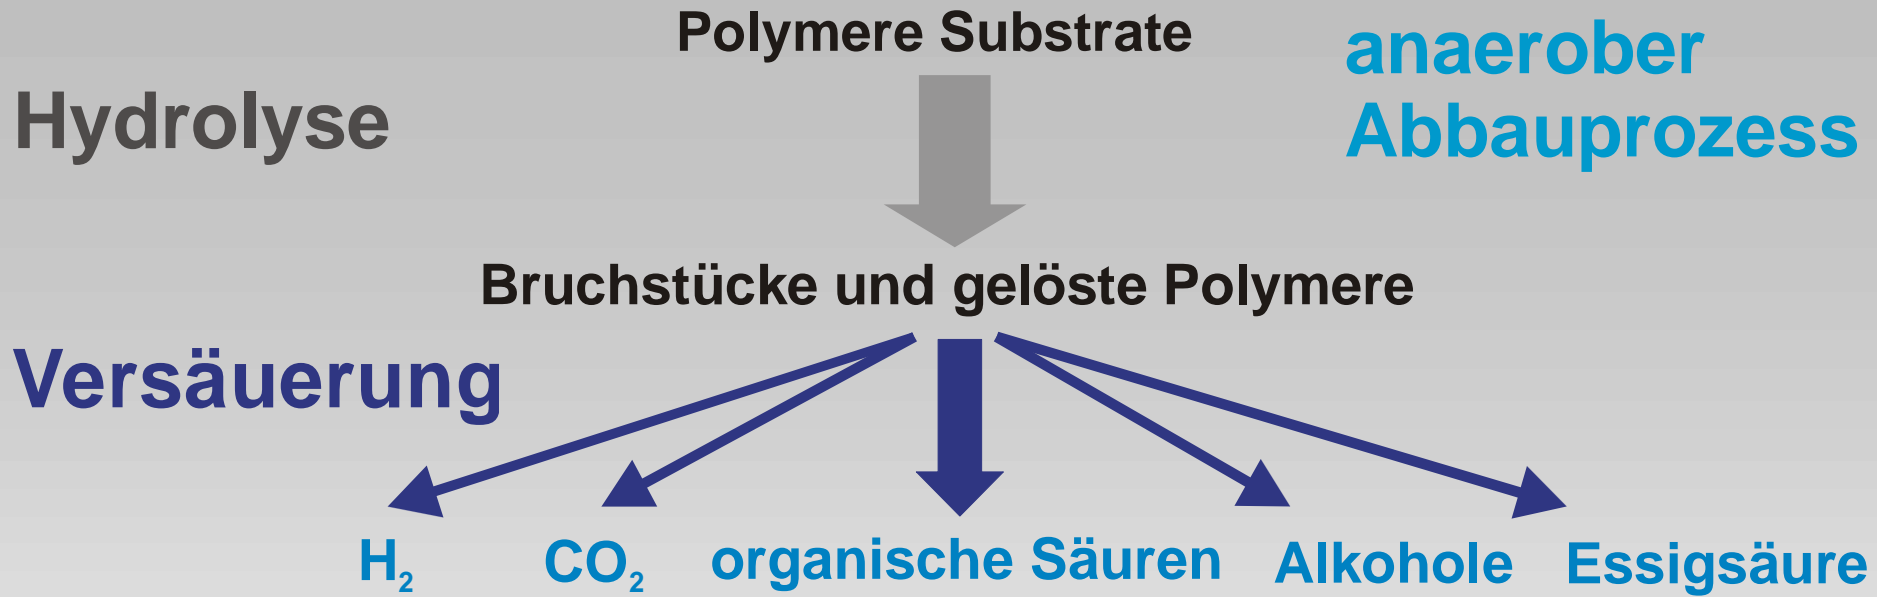 Polymere Substrate
anaerober
Abbauprozess
Hydrolyse
Bruchstücke und gelöste Polymere
Versäuerung
H₂ CO₂ organische Säuren Alkohole Essigsäure